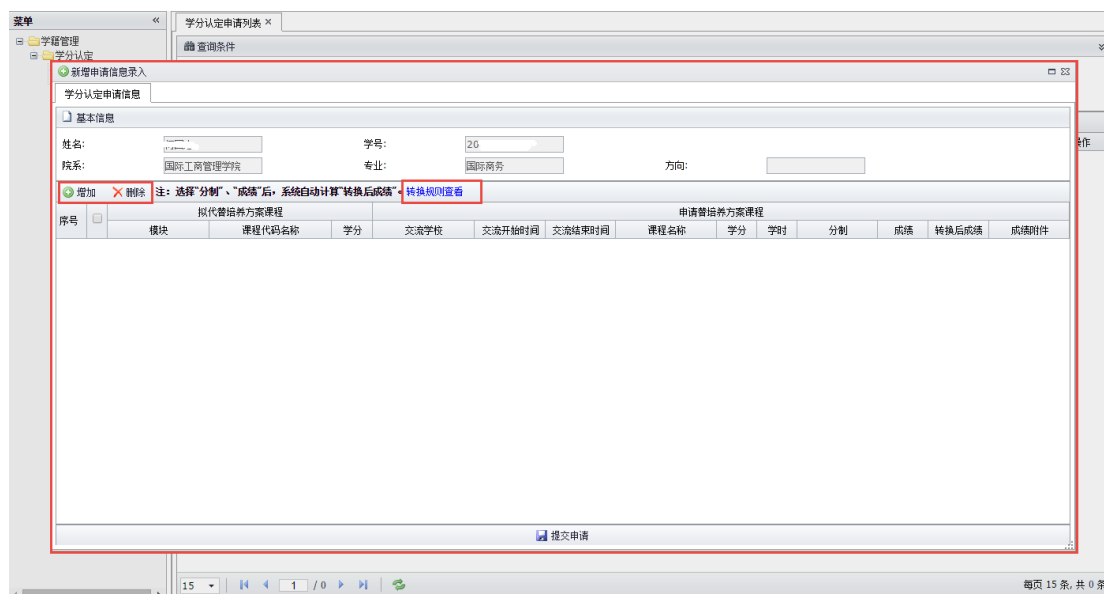 菜单
学分认定申请列表
学籍管理
查询条件
学分认定
新增申请信息录入
学分认定申请信息
基本信息
姓名: 学号: 20
院系: 国际工商管理学院 专业: 国际商务 方向:
增加 删除 注：选择"分制"、"成绩"后，系统自动计算"转换后成绩"。转换规则查看
序号 拟代替培养方案课程 申请替培养方案课程
模块 课程代码名称 学分 交流学校 交流开始时间 交流结束时间 课程名称 学分 学时 分制 成绩 转换后成绩 成绩附件
提交申请
15 1 / 0 每页 15 条, 共 0 条